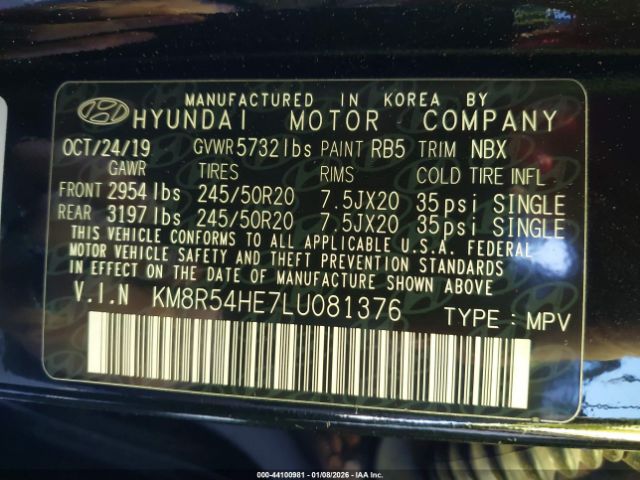 MANUFACTURED IN KOREA BY
HYUNDAI MOTOR COMPANY
OCT/24/19 GVWR 5732 lbs PAINT RB5 TRIM NBX
GAWR TIRES RIMS COLD TIRE INFL
FRONT 2954 lbs 245/50R20 7.5JX20 35psi SINGLE
REAR 3197 lbs 245/50R20 7.5JX20 35psi SINGLE
THIS VEHICLE CONFORMS TO ALL APPLICABLE U.S.A. FEDERAL
MOTOR VEHICLE SAFETY AND THEFT PREVENTION STANDARDS
IN EFFECT ON THE DATE OF MANUFACTURE SHOWN ABOVE
V.I.N KM8R54HE7LU081376 TYPE : MPV
000-44100981 - 01/08/2026 - IAA Inc.